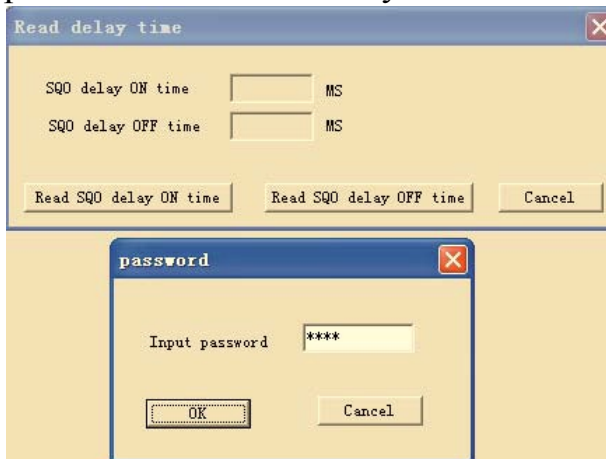 Read delay time
SQO delay ON time MS
SQO delay OFF time MS
Read SQO delay ON time Read SQO delay OFF time Cancel
password
Input password ****
OK Cancel